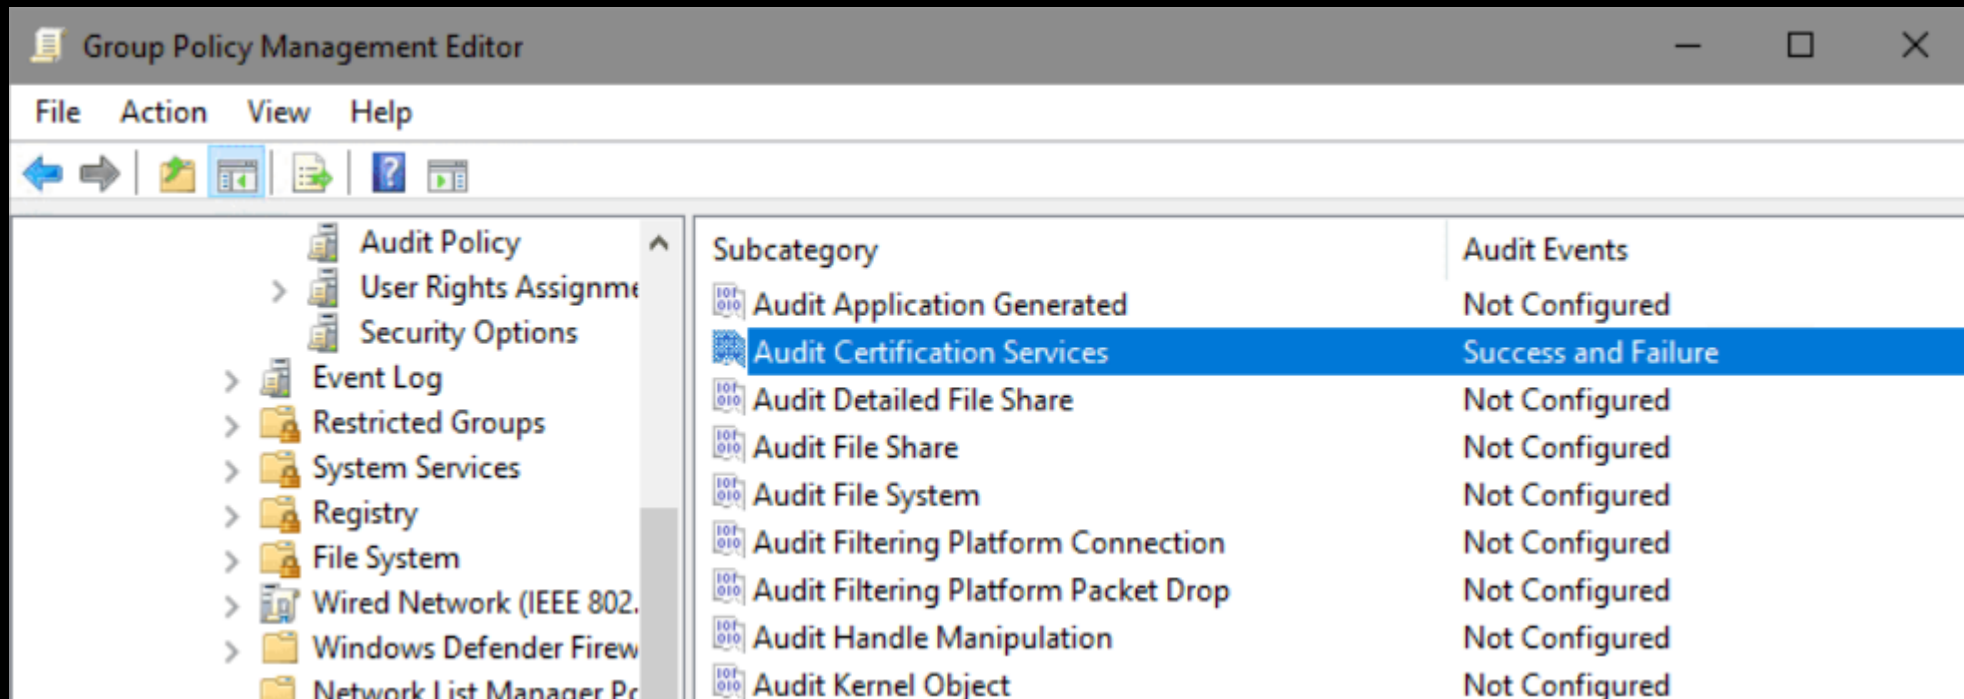 Group Policy Management Editor
File Action View Help
Audit Policy
User Rights Assignme
Security Options
Event Log
Restricted Groups
System Services
Registry
File System
Wired Network (IEEE 802.
Windows Defender Firew
Network List Manager Po
Subcategory Audit Events
Audit Application Generated Not Configured
Audit Certification Services Success and Failure
Audit Detailed File Share Not Configured
Audit File Share Not Configured
Audit File System Not Configured
Audit Filtering Platform Connection Not Configured
Audit Filtering Platform Packet Drop Not Configured
Audit Handle Manipulation Not Configured
Audit Kernel Object Not Configured